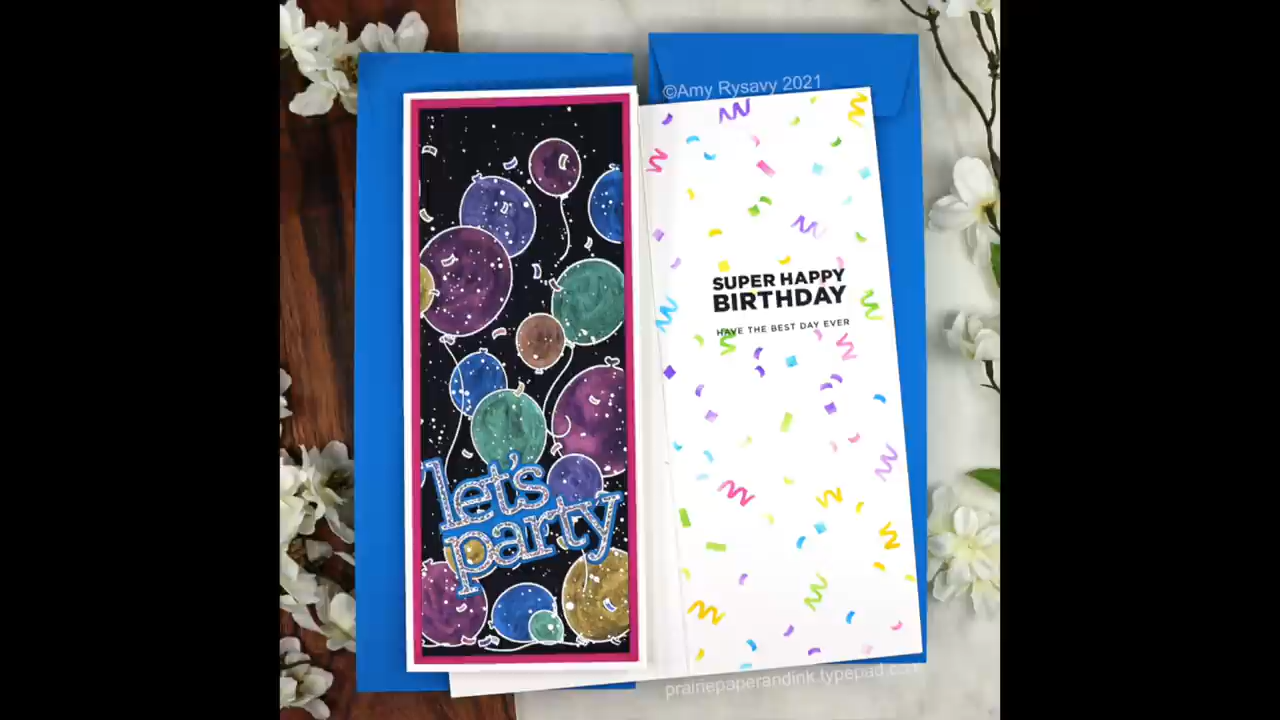 ©Amy Rysavy 2021
SUPER HAPPY
BIRTHDAY
HAVE THE BEST DAY EVER
let's
party
prairiepaperandink.typepad.com